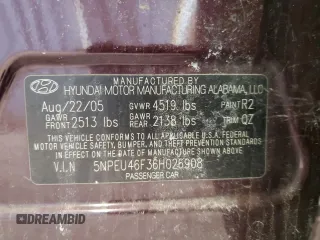 MANUFACTURED BY
HYUNDAI MOTOR MANUFACTURING ALABAMA, LLC
Aug/22/05 GVWR 4519 lbs PAINT R2
GAWR FRONT 2513 lbs GAWR REAR 2138 lbs TRIM QZ
THIS VEHICLE CONFORMS TO ALL APPLICABLE FEDERAL
MOTOR VEHICLE SAFETY, BUMPER, AND THEFT PREVENTION
STANDARDS IN EFFECT ON THE DATE OF MANUFACTURE
SHOWN ABOVE.
V.I.N 5NPEU46F36H026908
PASSENGER CAR
DREAMBID